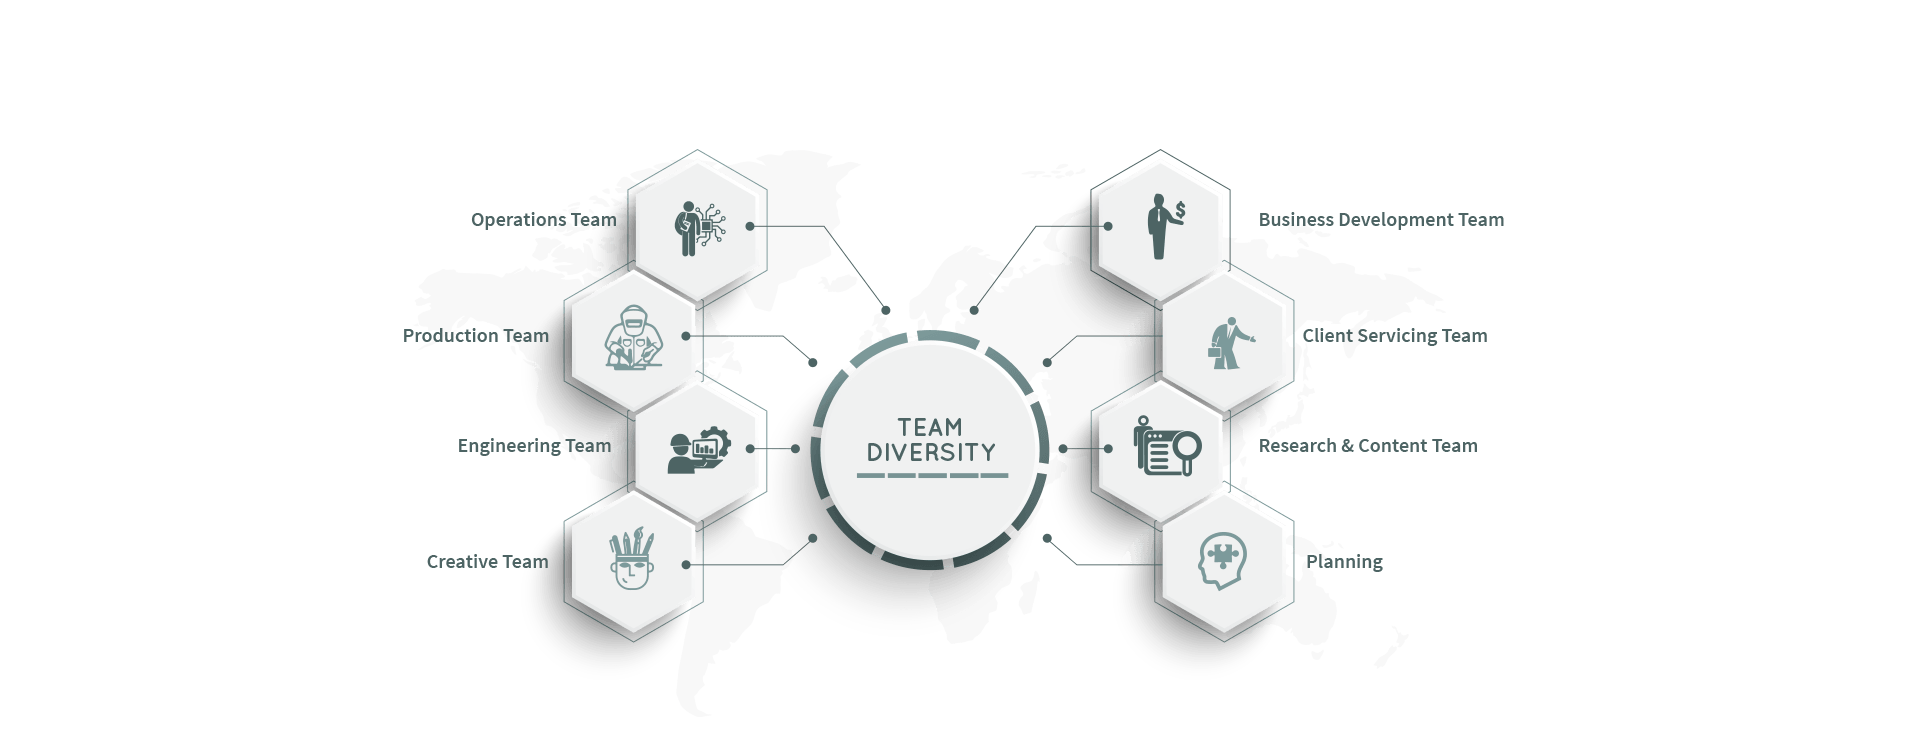 Operations Team
Production Team
Engineering Team
Creative Team
TEAM
DIVERSITY
Business Development Team
Client Servicing Team
Research & Content Team
Planning
$